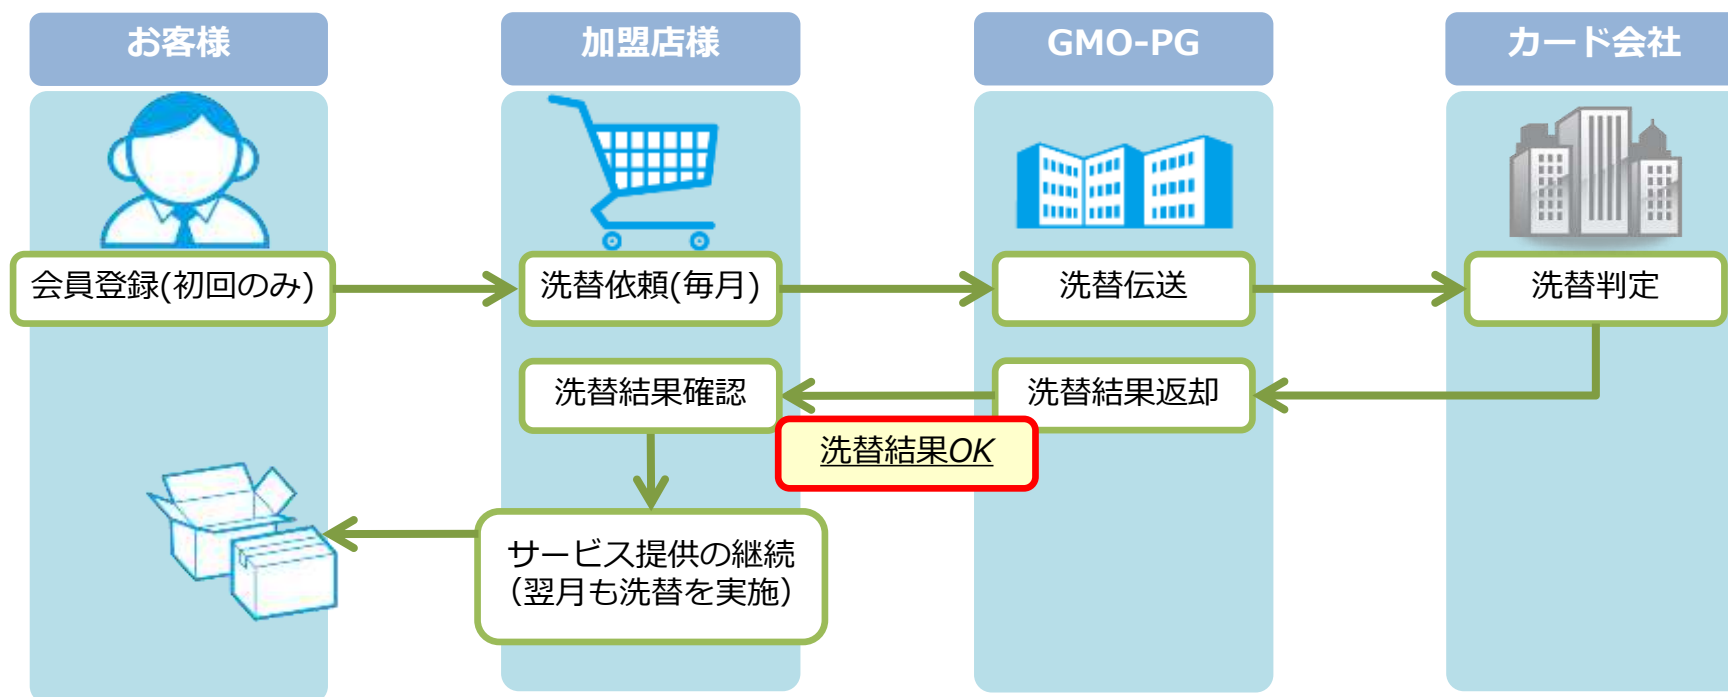 お客様
加盟店様
GMO-PG
カード会社
会員登録(初回のみ)
洗替依頼(毎月)
洗替伝送
洗替判定
洗替結果確認
洗替結果返却
洗替結果OK
サービス提供の継続
（翌月も洗替を実施）